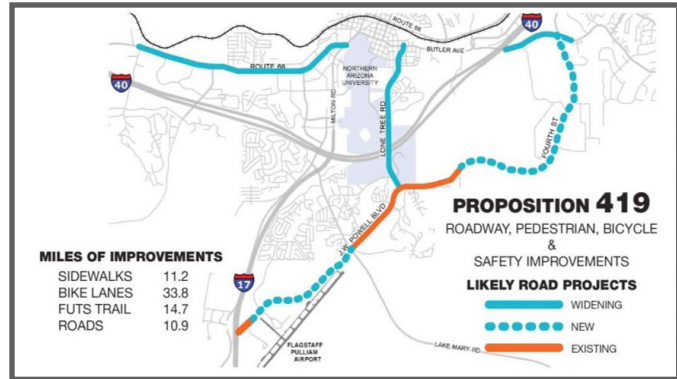 ROUTE 66
40
BUTLER AVE
ROUTE 66
NORTHERN
ARIZONA
UNIVERSITY
40
MILTON RD
LONE TREE RD
FOURTH ST
J.W. POWELL BLVD
PROPOSITION 419
ROADWAY, PEDESTRIAN, BICYCLE
&
SAFETY IMPROVEMENTS
MILES OF IMPROVEMENTS
SIDEWALKS 11.2
BIKE LANES 33.8
FUTS TRAIL 14.7
ROADS 10.9
17
LIKELY ROAD PROJECTS
WIDENING
NEW
EXISTING
FLAGSTAFF
PULLIAM
AIRPORT
LAKE-MARY-RD